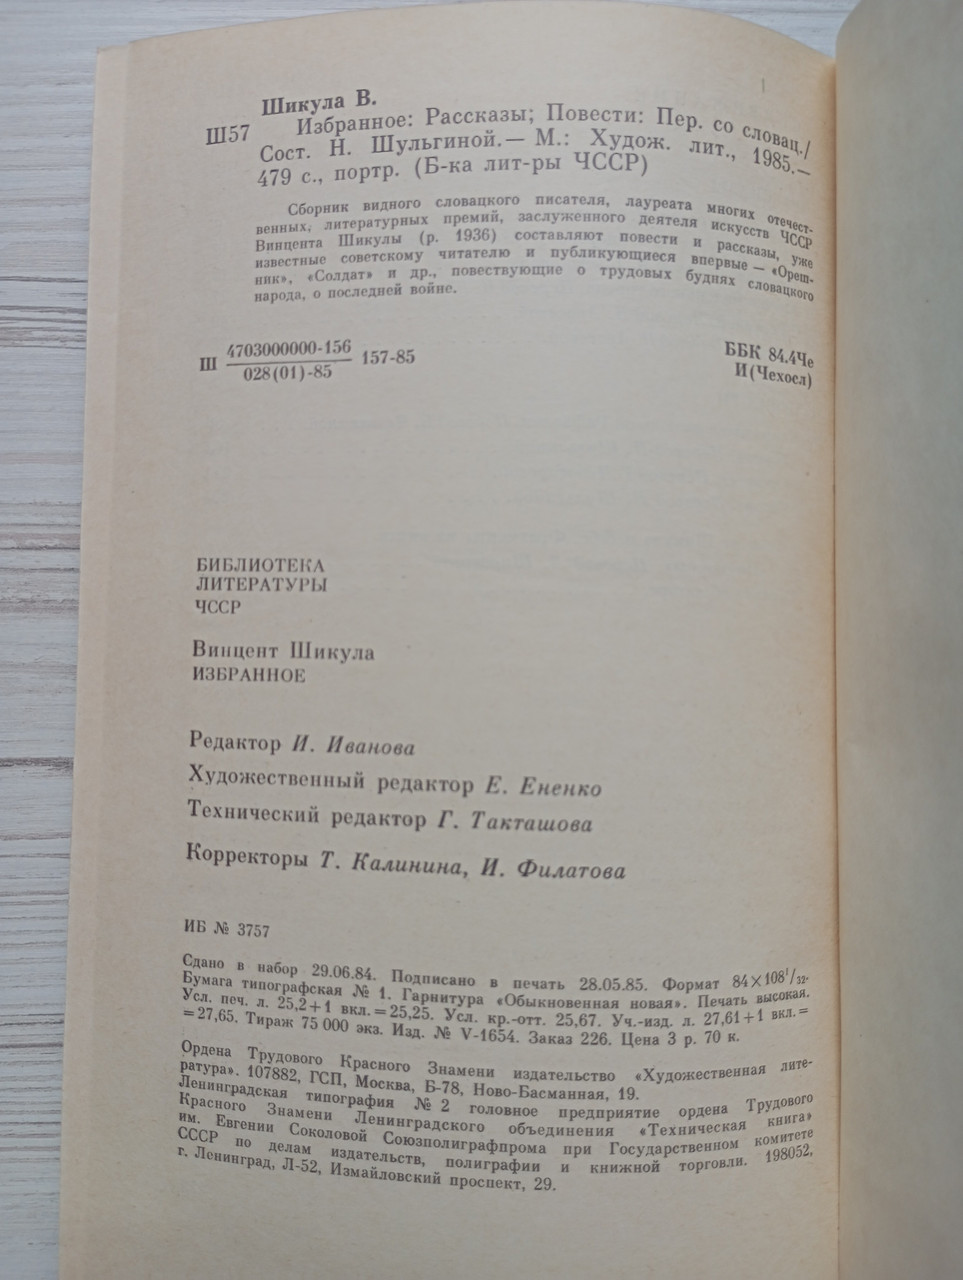 Шикула В.
Ш57 Избранное: Рассказы; Повести: Пер. со словац./
Сост. Н. Шульгиной.— М.: Худож. лит., 1985.—
479 с., портр. (Б-ка лит-ры ЧССР)
Сборник видного словацкого писателя, лауреата многих отечест-
венных, литературных премий, заслуженного деятеля искусств ЧССР
Винцента Шикулы (р. 1936) составляют повести и рассказы, уже
известные советскому читателю и публикующиеся впервые — «Ореш-
ник», «Солдат» и др., повествующие о трудовых буднях словацкого
народа, о последней войне.
Ш 4703000000-156 157-85
028(01)-85
ББК 84.4Че
И(Чехосл)
БИБЛИОТЕКА
ЛИТЕРАТУРЫ
ЧССР
Винцент Шикула
ИЗБРАННОЕ
Редактор И. Иванова
Художественный редактор Е. Ененко
Технический редактор Г. Такташова
Корректоры Т. Калинина, И. Филатова
ИБ № 3757
Сдано в набор 29.06.84. Подписано в печать 28.05.85. Формат 84×108¹/₃₂.
Бумага типографская № 1. Гарнитура «Обыкновенная новая». Печать высокая.
Усл. печ. л. 25,2+1 вкл.=25,25. Усл. кр.-отт. 25,67. Уч.-изд. л. 27,61+1 вкл.=
=27,65. Тираж 75 000 экз. Изд. № V-1654. Заказ 226. Цена 3 р. 70 к.
Ордена Трудового Красного Знамени издательство «Художественная лите-
ратура». 107882, ГСП, Москва, Б-78, Ново-Басманная, 19.
Ленинградская типография № 2 головное предприятие ордена Трудового
Красного Знамени Ленинградского объединения «Техническая книга»
им. Евгении Соколовой Союзполиграфпрома при Государственном комитете
СССР по делам издательств, полиграфии и книжной торговли. 198052,
г. Ленинград, Л-52, Измайловский проспект, 29.